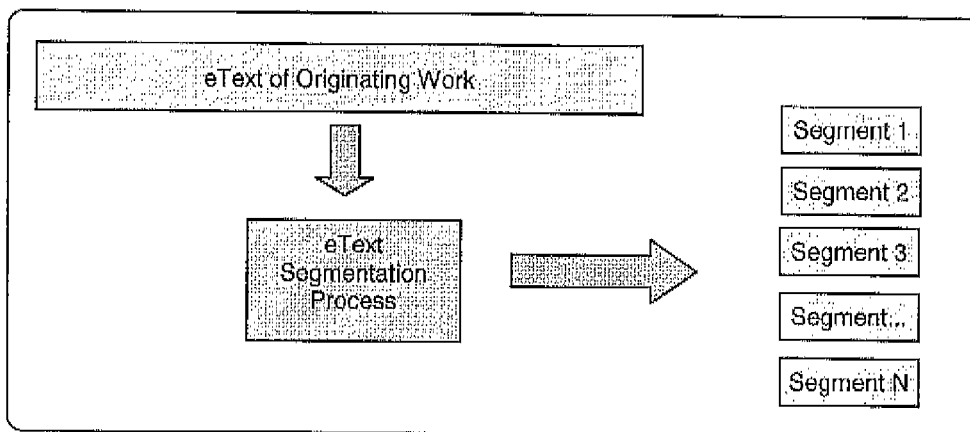 eText of Originating Work
eText
Segmentation
Process
Segment 1
Segment 2
Segment 3
Segment...
Segment N